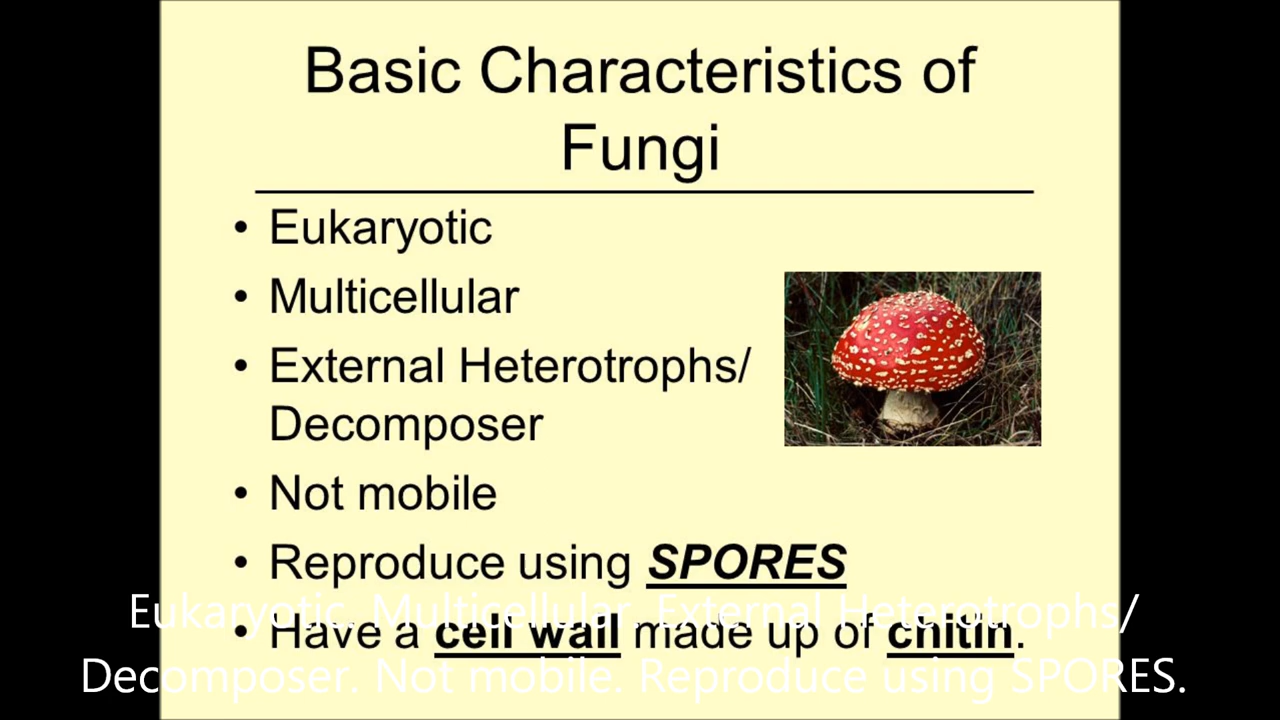 Basic Characteristics of
Fungi
• Eukaryotic
• Multicellular
• External Heterotrophs/
Decomposer
• Not mobile
• Reproduce using SPORES
• Have a cell wall made up of chitin.
Eukaryotic. Multicellular. External Heterotrophs/
Decomposer. Not mobile. Reproduce using SPORES.